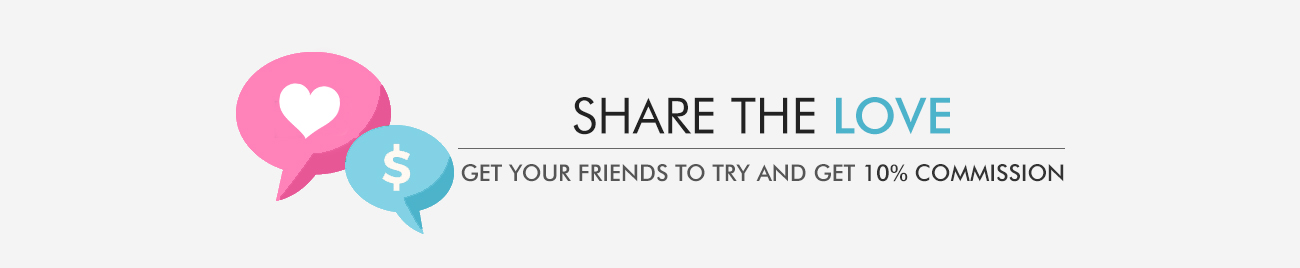 $
SHARE THE LOVE
GET YOUR FRIENDS TO TRY AND GET 10% COMMISSION